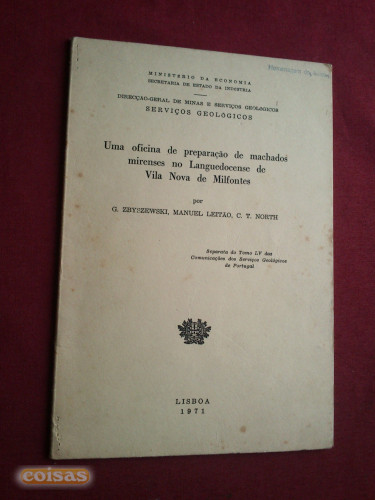 MINISTÉRIO DA ECONOMIA
SECRETARIA DE ESTADO DA INDÚSTRIA
DIRECÇÃO-GERAL DE MINAS E SERVIÇOS GEOLÓGICOS
SERVIÇOS GEOLÓGICOS
Uma oficina de preparação de machados
mirenses no Languedocense de
Vila Nova de Milfontes
por
G. ZBYSZEWSKI, MANUEL LEITÃO, C. T. NORTH
Separata do Tomo LV das
Comunicações dos Serviços Geológicos
de Portugal
LISBOA
1971
coisas